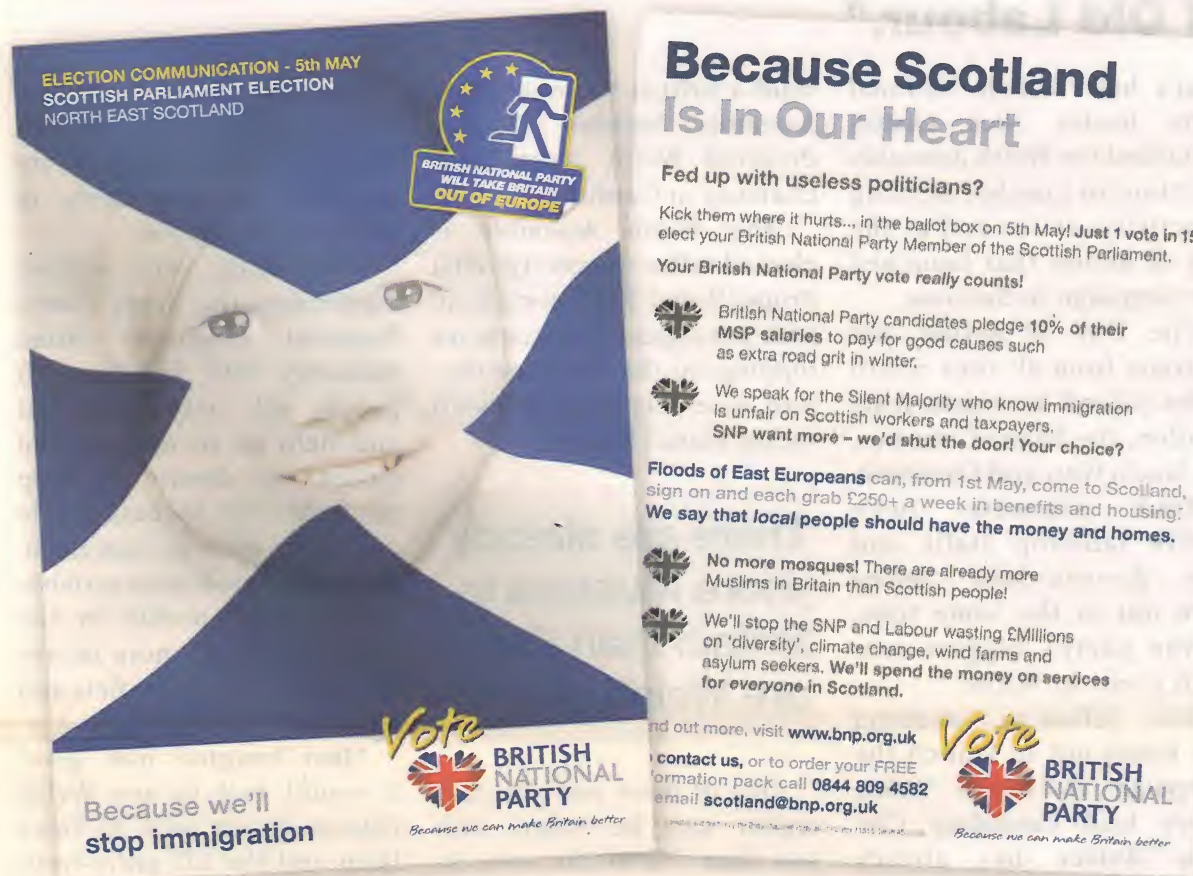 ELECTION COMMUNICATION - 5th MAY
SCOTTISH PARLIAMENT ELECTION
NORTH EAST SCOTLAND
BRITISH NATIONAL PARTY
WILL TAKE BRITAIN
OUT OF EUROPE
Because we'll
stop immigration
Vote
BRITISH
NATIONAL
PARTY
Because we can make Britain better
Because Scotland
Is In Our Heart
Fed up with useless politicians?
Kick them where it hurts... in the ballot box on 5th May! Just 1 vote in 15
elect your British National Party Member of the Scottish Parliament.
Your British National Party vote really counts!
British National Party candidates pledge 10% of their
MSP salaries to pay for good causes such
as extra road grit in winter.
We speak for the Silent Majority who know immigration
is unfair on Scottish workers and taxpayers.
SNP want more – we'd shut the door! Your choice?
Floods of East Europeans can, from 1st May, come to Scotland,
sign on and each grab £250+ a week in benefits and housing.
We say that local people should have the money and homes.
No more mosques! There are already more
Muslims in Britain than Scottish people!
We'll stop the SNP and Labour wasting £Millions
on 'diversity', climate change, wind farms and
asylum seekers. We'll spend the money on services
for everyone in Scotland.
out more, visit www.bnp.org.uk
contact us, or to order your FREE
ormation pack call 0844 809 4582
email scotland@bnp.org.uk
Vote
BRITISH
NATIONAL
PARTY
Because we can make Britain better